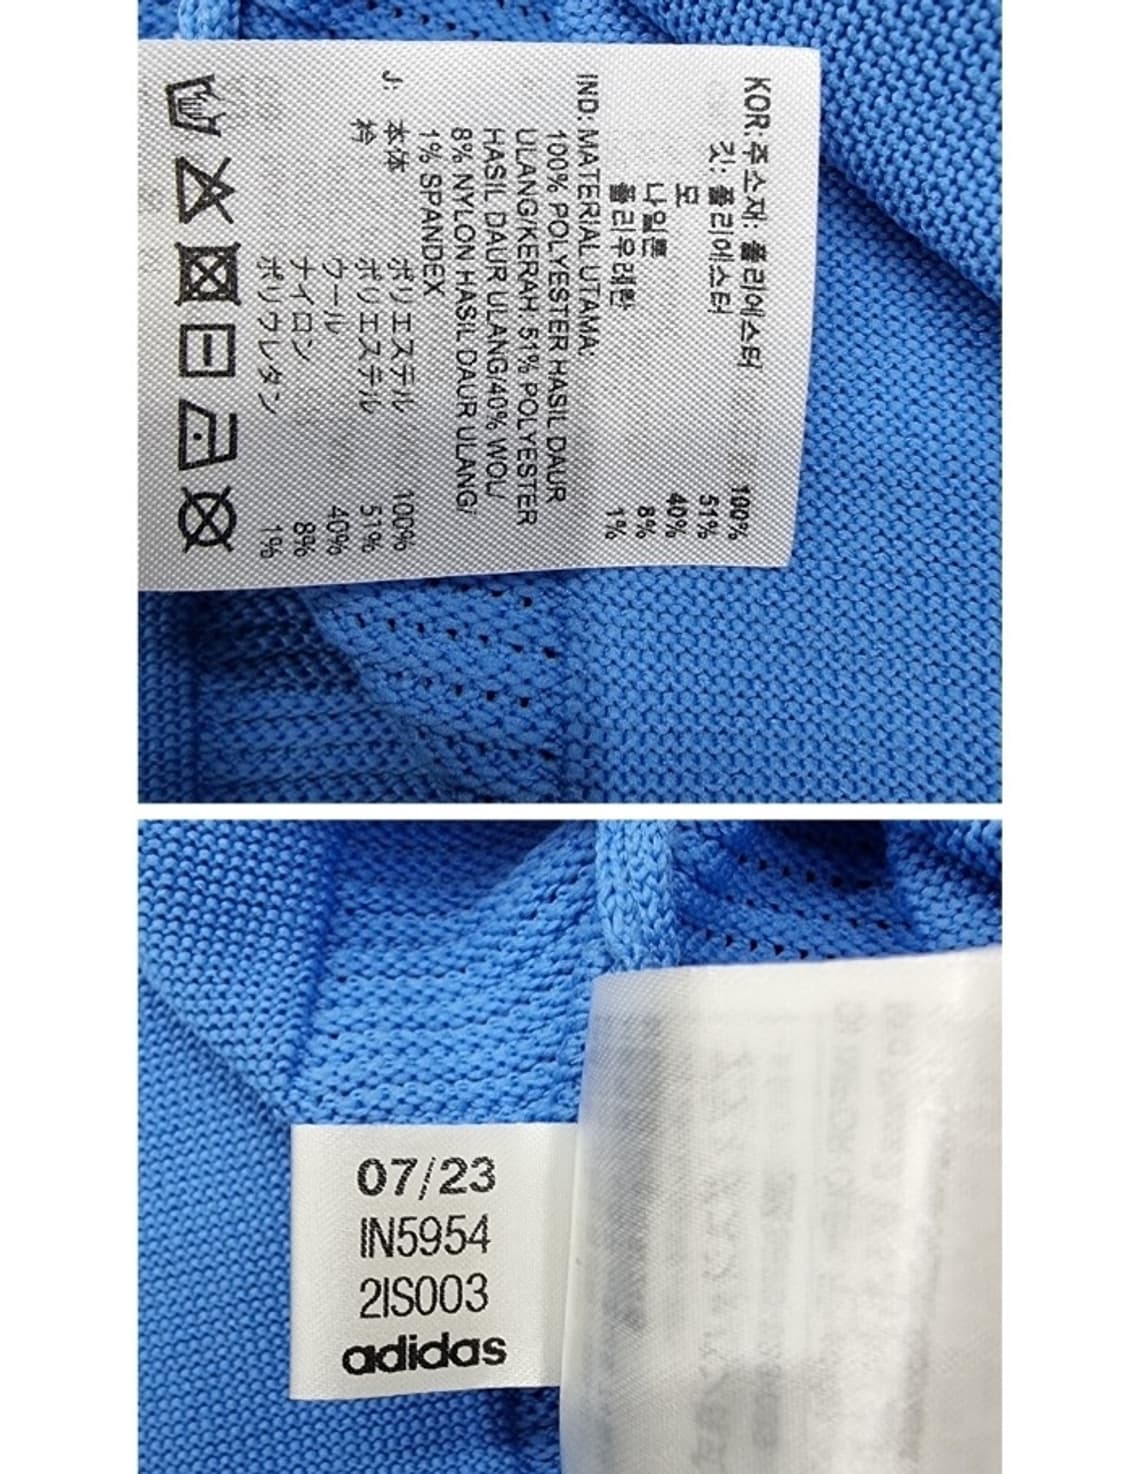 KOR: 주소재: 폴리에스터 100%
깃: 폴리에스터 51%
모 40%
나일론 8%
폴리우레탄 1%
IND: MATERIAL UTAMA:
100% POLYESTER HASIL DAUR
ULANG/KERAH: 51% POLYESTER
HASIL DAUR ULANG/40% WOL/
8% NYLON HASIL DAUR ULANG/
1% SPANDEX
J: 本体 ポリエステル 100%
衿 ポリエステル 51%
ウール 40%
ナイロン 8%
ポリウレタン 1%
07/23
IN5954
2IS003
adidas